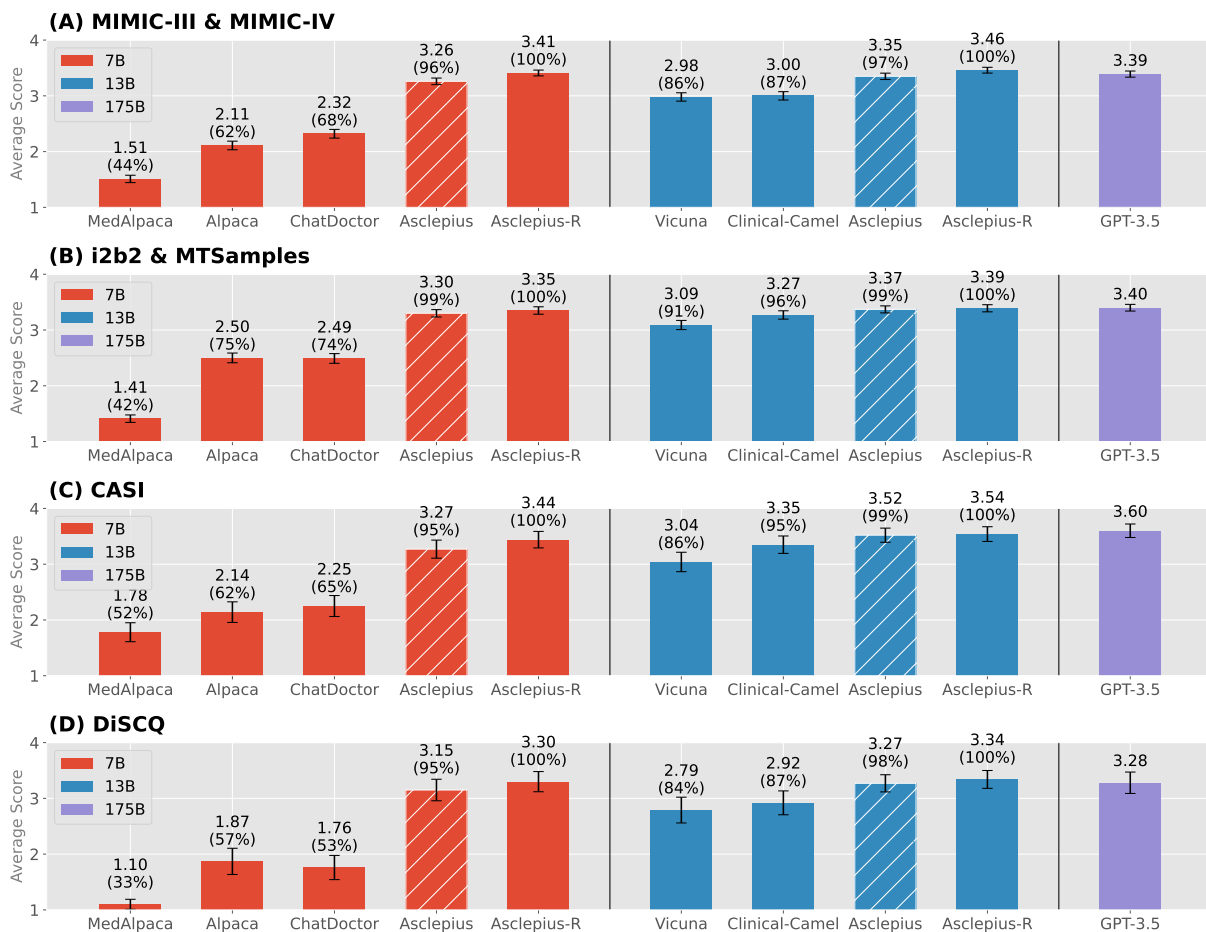 (A) MIMIC-III & MIMIC-IV
Average Score
4
3
2
1
7B
13B
175B
1.51
(44%)
2.11
(62%)
2.32
(68%)
3.26
(96%)
3.41
(100%)
2.98
(86%)
3.00
(87%)
3.35
(97%)
3.46
(100%)
3.39
MedAlpaca
Alpaca
ChatDoctor
Asclepius
Asclepius-R
Vicuna
Clinical-Camel
Asclepius
Asclepius-R
GPT-3.5
(B) i2b2 & MTSamples
Average Score
4
3
2
1
7B
13B
175B
1.41
(42%)
2.50
(75%)
2.49
(74%)
3.30
(99%)
3.35
(100%)
3.09
(91%)
3.27
(96%)
3.37
(99%)
3.39
(100%)
3.40
MedAlpaca
Alpaca
ChatDoctor
Asclepius
Asclepius-R
Vicuna
Clinical-Camel
Asclepius
Asclepius-R
GPT-3.5
(C) CASI
Average Score
4
3
2
1
7B
13B
175B
1.78
(52%)
2.14
(62%)
2.25
(65%)
3.27
(95%)
3.44
(100%)
3.04
(86%)
3.35
(95%)
3.52
(99%)
3.54
(100%)
3.60
MedAlpaca
Alpaca
ChatDoctor
Asclepius
Asclepius-R
Vicuna
Clinical-Camel
Asclepius
Asclepius-R
GPT-3.5
(D) DiSCQ
Average Score
4
3
2
1
7B
13B
175B
1.10
(33%)
1.87
(57%)
1.76
(53%)
3.15
(95%)
3.30
(100%)
2.79
(84%)
2.92
(87%)
3.27
(98%)
3.34
(100%)
3.28
MedAlpaca
Alpaca
ChatDoctor
Asclepius
Asclepius-R
Vicuna
Clinical-Camel
Asclepius
Asclepius-R
GPT-3.5